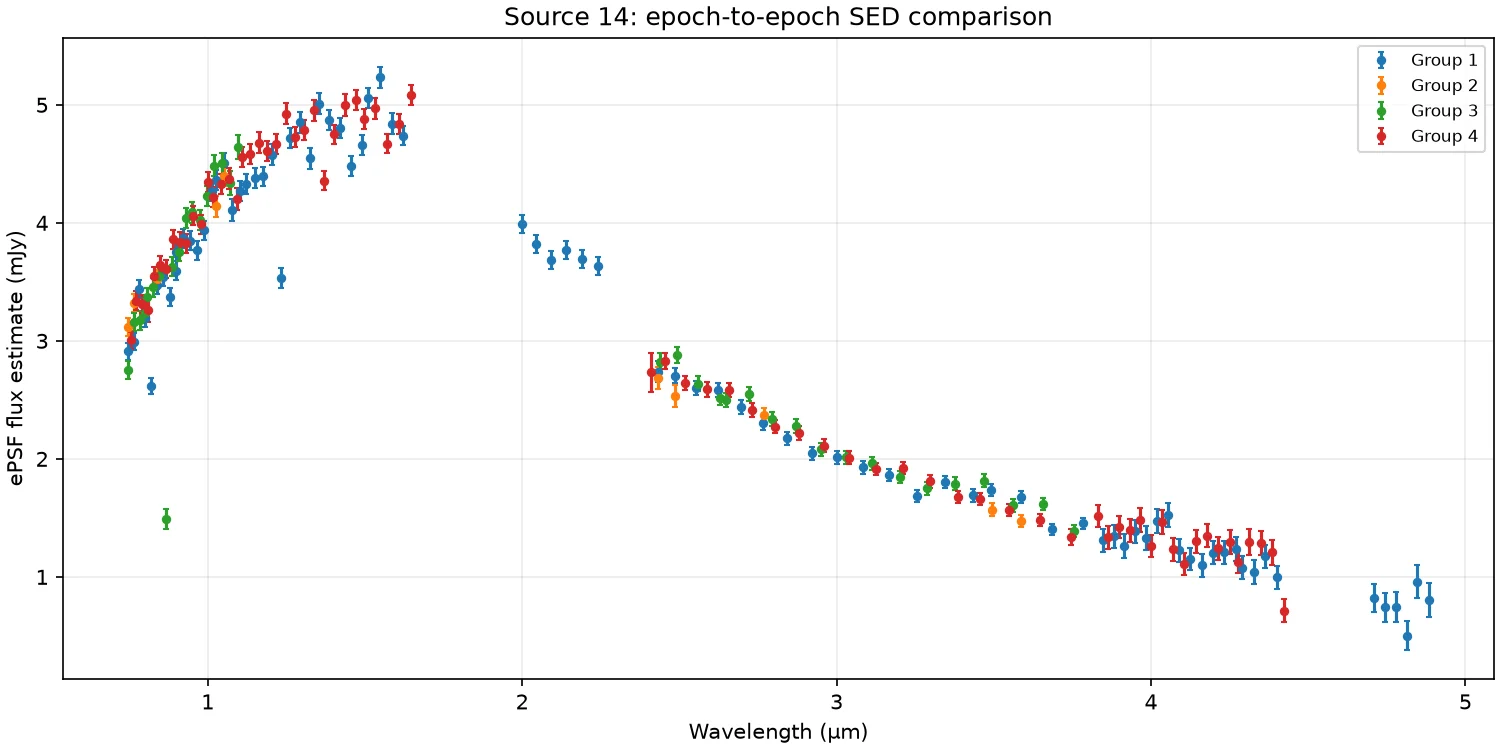 Source 14: epoch-to-epoch SED comparison
Group 1
Group 2
Group 3
Group 4
ePSF flux estimate (mJy)
5
4
3
2
1
1 2 3 4 5
Wavelength (μm)